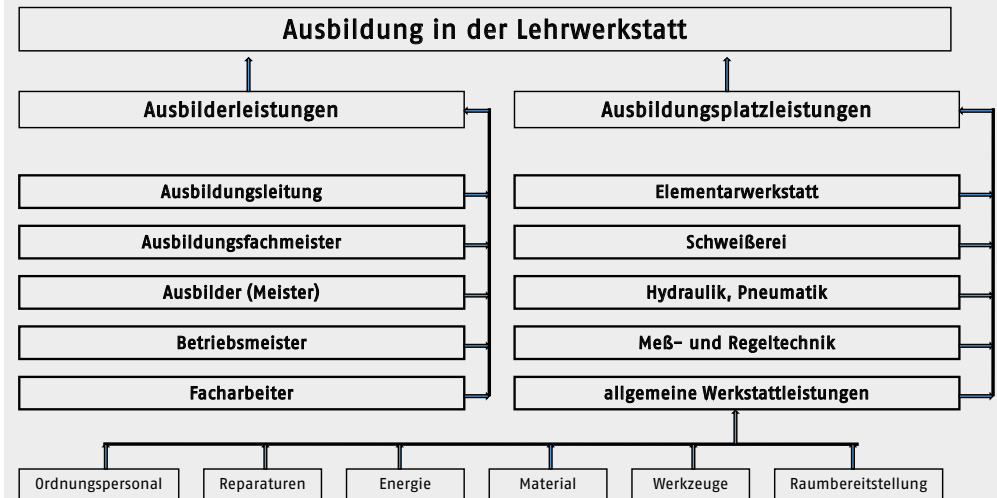 Ausbildung in der Lehrwerkstatt
Ausbilderleistungen
Ausbildungsplatzleistungen
Ausbildungsleitung
Elementarwerkstatt
Ausbildungsfachmeister
Schweißerei
Ausbilder (Meister)
Hydraulik, Pneumatik
Betriebsmeister
Meß- und Regeltechnik
Facharbeiter
allgemeine Werkstattleistungen
Ordnungspersonal
Reparaturen
Energie
Material
Werkzeuge
Raumbereitstellung